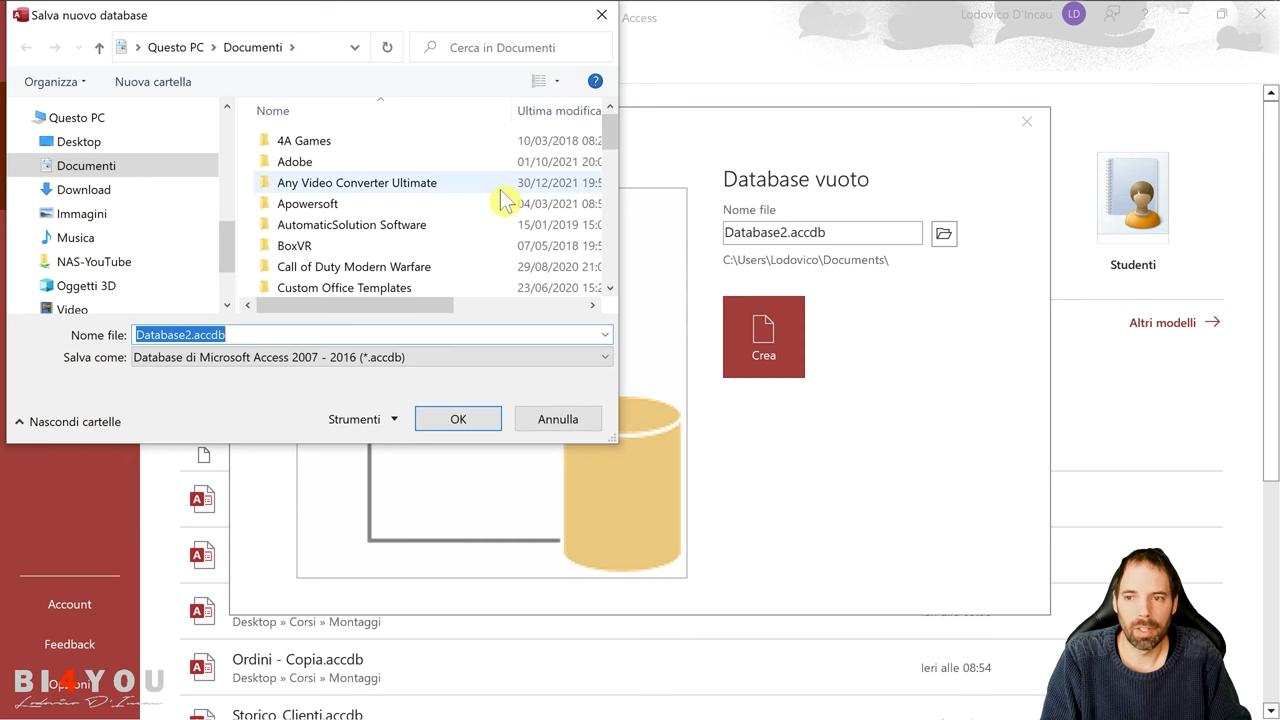 Salva nuovo database
Access
Lodovico D'Incau
LD
Questo PC
Documenti
Cerca in Documenti
Organizza
Nuova cartella
Nome
Ultima modifica
Questo PC
Desktop
Documenti
Download
Immagini
Musica
NAS-YouTube
Oggetti 3D
Video
4A Games
10/03/2018 08:2
Adobe
01/10/2021 20:0
Any Video Converter Ultimate
30/12/2021 19:5
Apowersoft
04/03/2021 08:5
AutomaticSolution Software
15/01/2019 15:0
BoxVR
07/05/2018 19:5
Call of Duty Modern Warfare
29/08/2020 21:0
Custom Office Templates
23/06/2020 15:2
Nome file: Database2.accdb
Salva come: Database di Microsoft Access 2007 - 2016 (*.accdb)
Nascondi cartelle
Strumenti
OK
Annulla
Database vuoto
Nome file
Database2.accdb
C:\Users\Lodovico\Documents\
Crea
Studenti
Altri modelli
Desktop » Corsi » Montaggi
Ordini - Copia.accdb
Ieri alle 08:54
Desktop » Corsi » Montaggi
Storico_Clienti.accdb
Account
Feedback
Opzioni
BI4YOU
Lodovico D'Incau